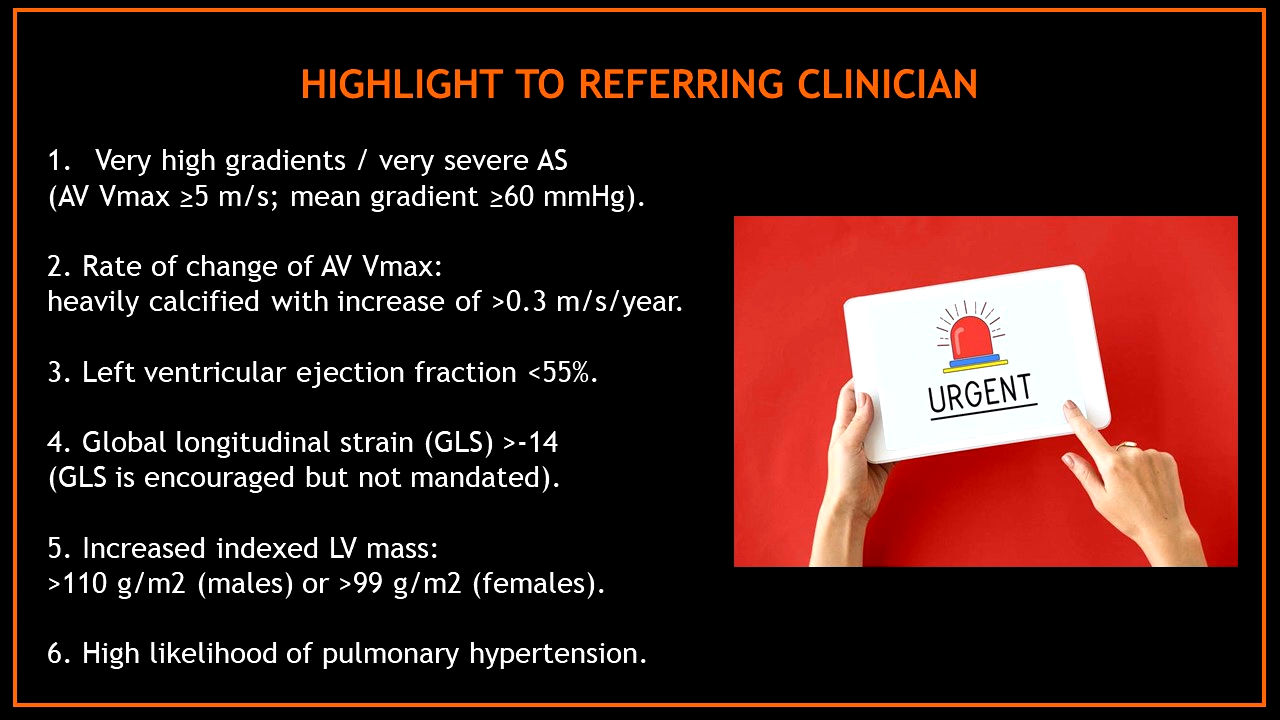 HIGHLIGHT TO REFERRING CLINICIAN
1. Very high gradients / very severe AS
(AV Vmax ≥5 m/s; mean gradient ≥60 mmHg).
2. Rate of change of AV Vmax:
heavily calcified with increase of >0.3 m/s/year.
3. Left ventricular ejection fraction <55%.
4. Global longitudinal strain (GLS) >-14
(GLS is encouraged but not mandated).
5. Increased indexed LV mass:
>110 g/m2 (males) or >99 g/m2 (females).
6. High likelihood of pulmonary hypertension.
URGENT